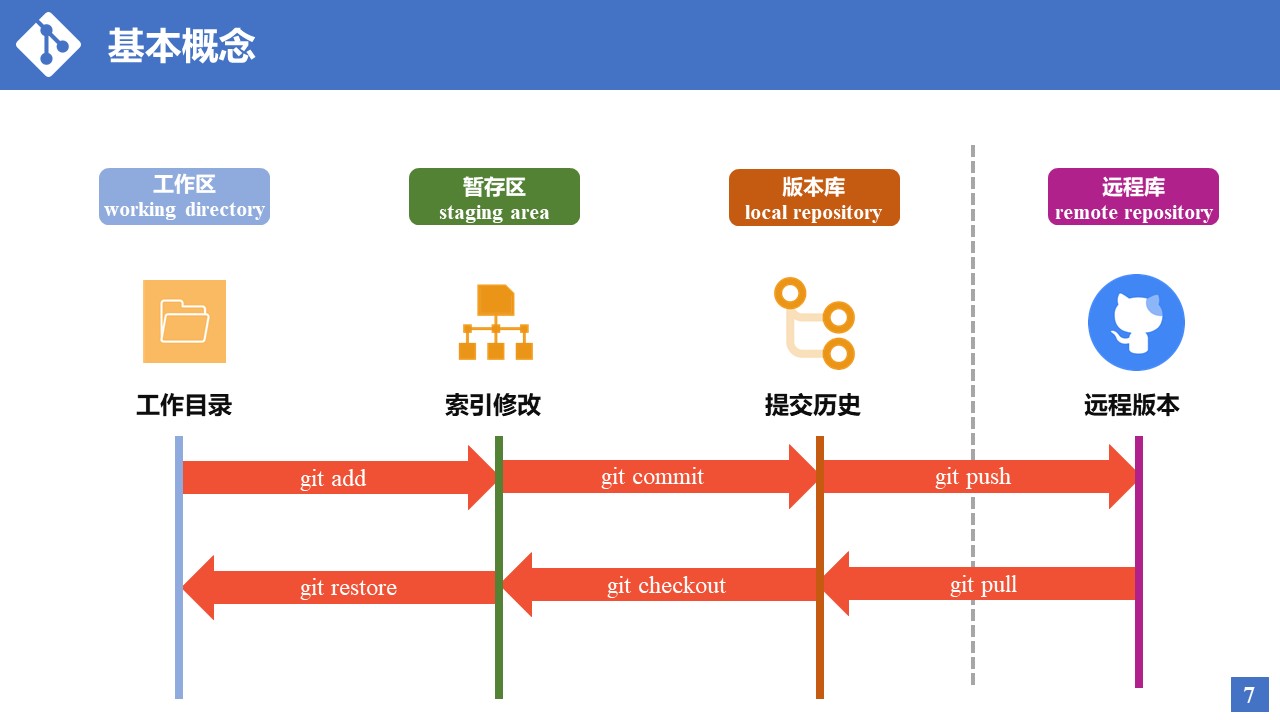 基本概念
工作区
working directory
暂存区
staging area
版本库
local repository
远程库
remote repository
工作目录
索引修改
提交历史
远程版本
git add
git commit
git push
git restore
git checkout
git pull
7